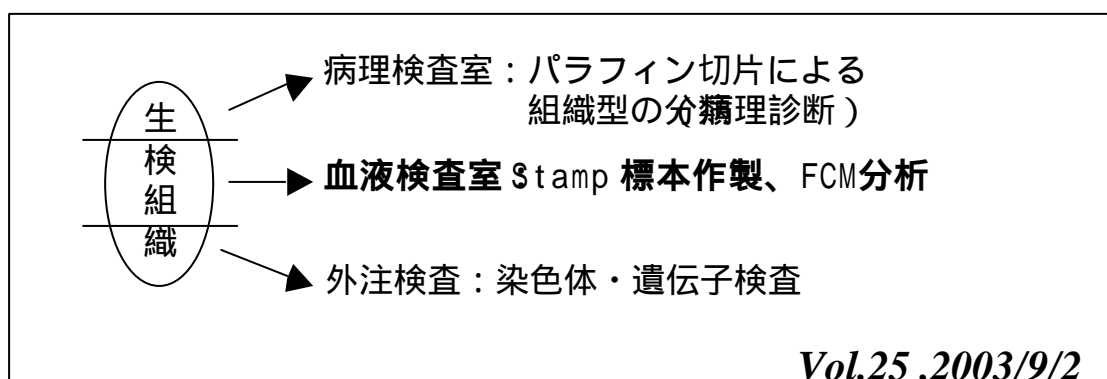 病理検査室：パラフィン切片による
組織型の分類（病理診断）
生検組織
血液検査室：Stamp 標本作製、FCM分析
外注検査：染色体・遺伝子検査
Vol.25 ,2003/9/2